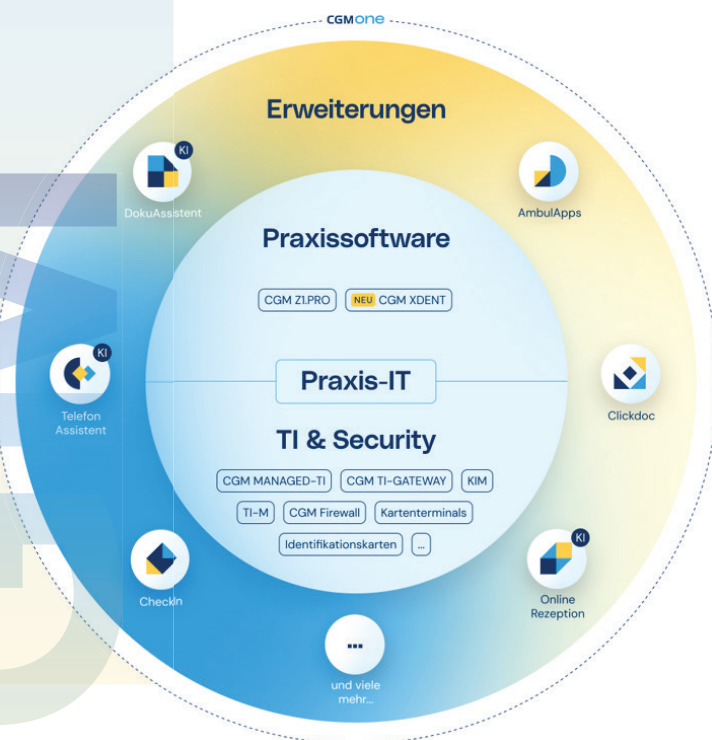 CGMONE
Erweiterungen
KI
DokuAssistent
AmbulApps
Praxissoftware
CGM Z1.PRO
NEU CGM XDENT
Praxis-IT
KI
Telefon
Assistent
Clickdoc
TI & Security
CGM MANAGED-TI
CGM TI-GATEWAY
KIM
TI-M
CGM Firewall
Kartenterminals
Identifikationskarten
...
CheckIn
KI
Online
Rezeption
...
und viele
mehr...